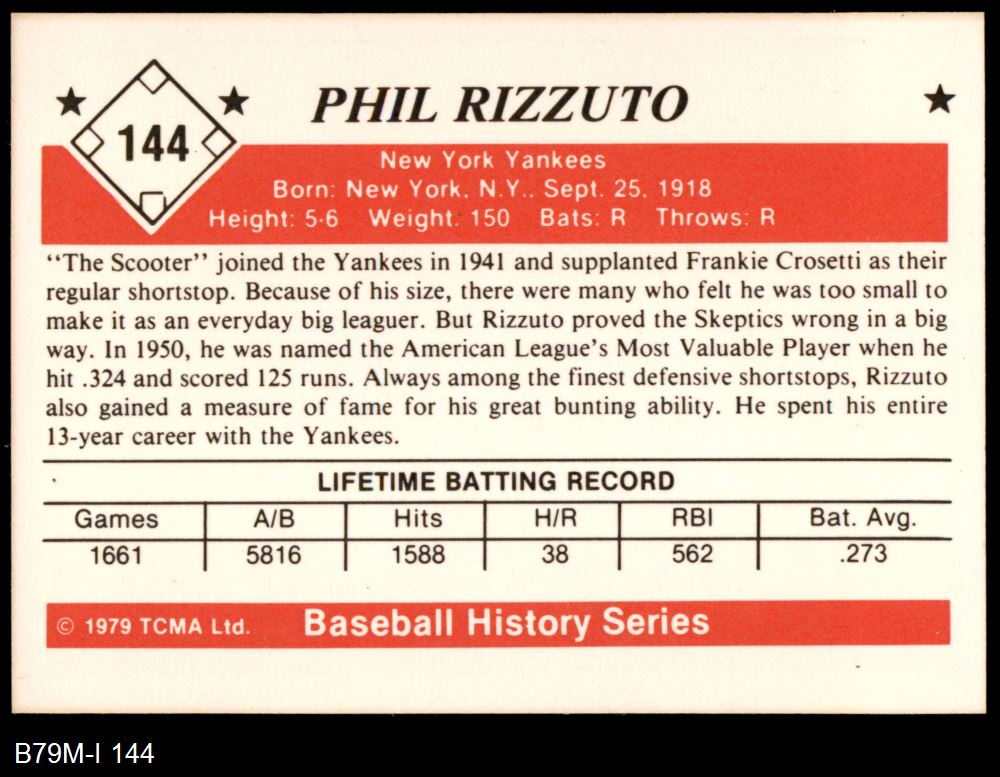 144
PHIL RIZZUTO
New York Yankees
Born: New York, N.Y.. Sept. 25, 1918
Height: 5-6 Weight: 150 Bats: R Throws: R
‘‘The Scooter’’ joined the Yankees in 1941 and supplanted Frankie Crosetti as their
regular shortstop. Because of his size, there were many who felt he was too small to
make it as an everyday big leaguer. But Rizzuto proved the Skeptics wrong in a big
way. In 1950, he was named the American League’s Most Valuable Player when he
hit .324 and scored 125 runs. Always among the finest defensive shortstops, Rizzuto
also gained a measure of fame for his great bunting ability. He spent his entire
13-year career with the Yankees.
LIFETIME BATTING RECORD
Games A/B Hits H/R RBI Bat. Avg.
1661 5816 1588 38 562 .273
© 1979 TCMA Ltd. Baseball History Series
B79M-I 144